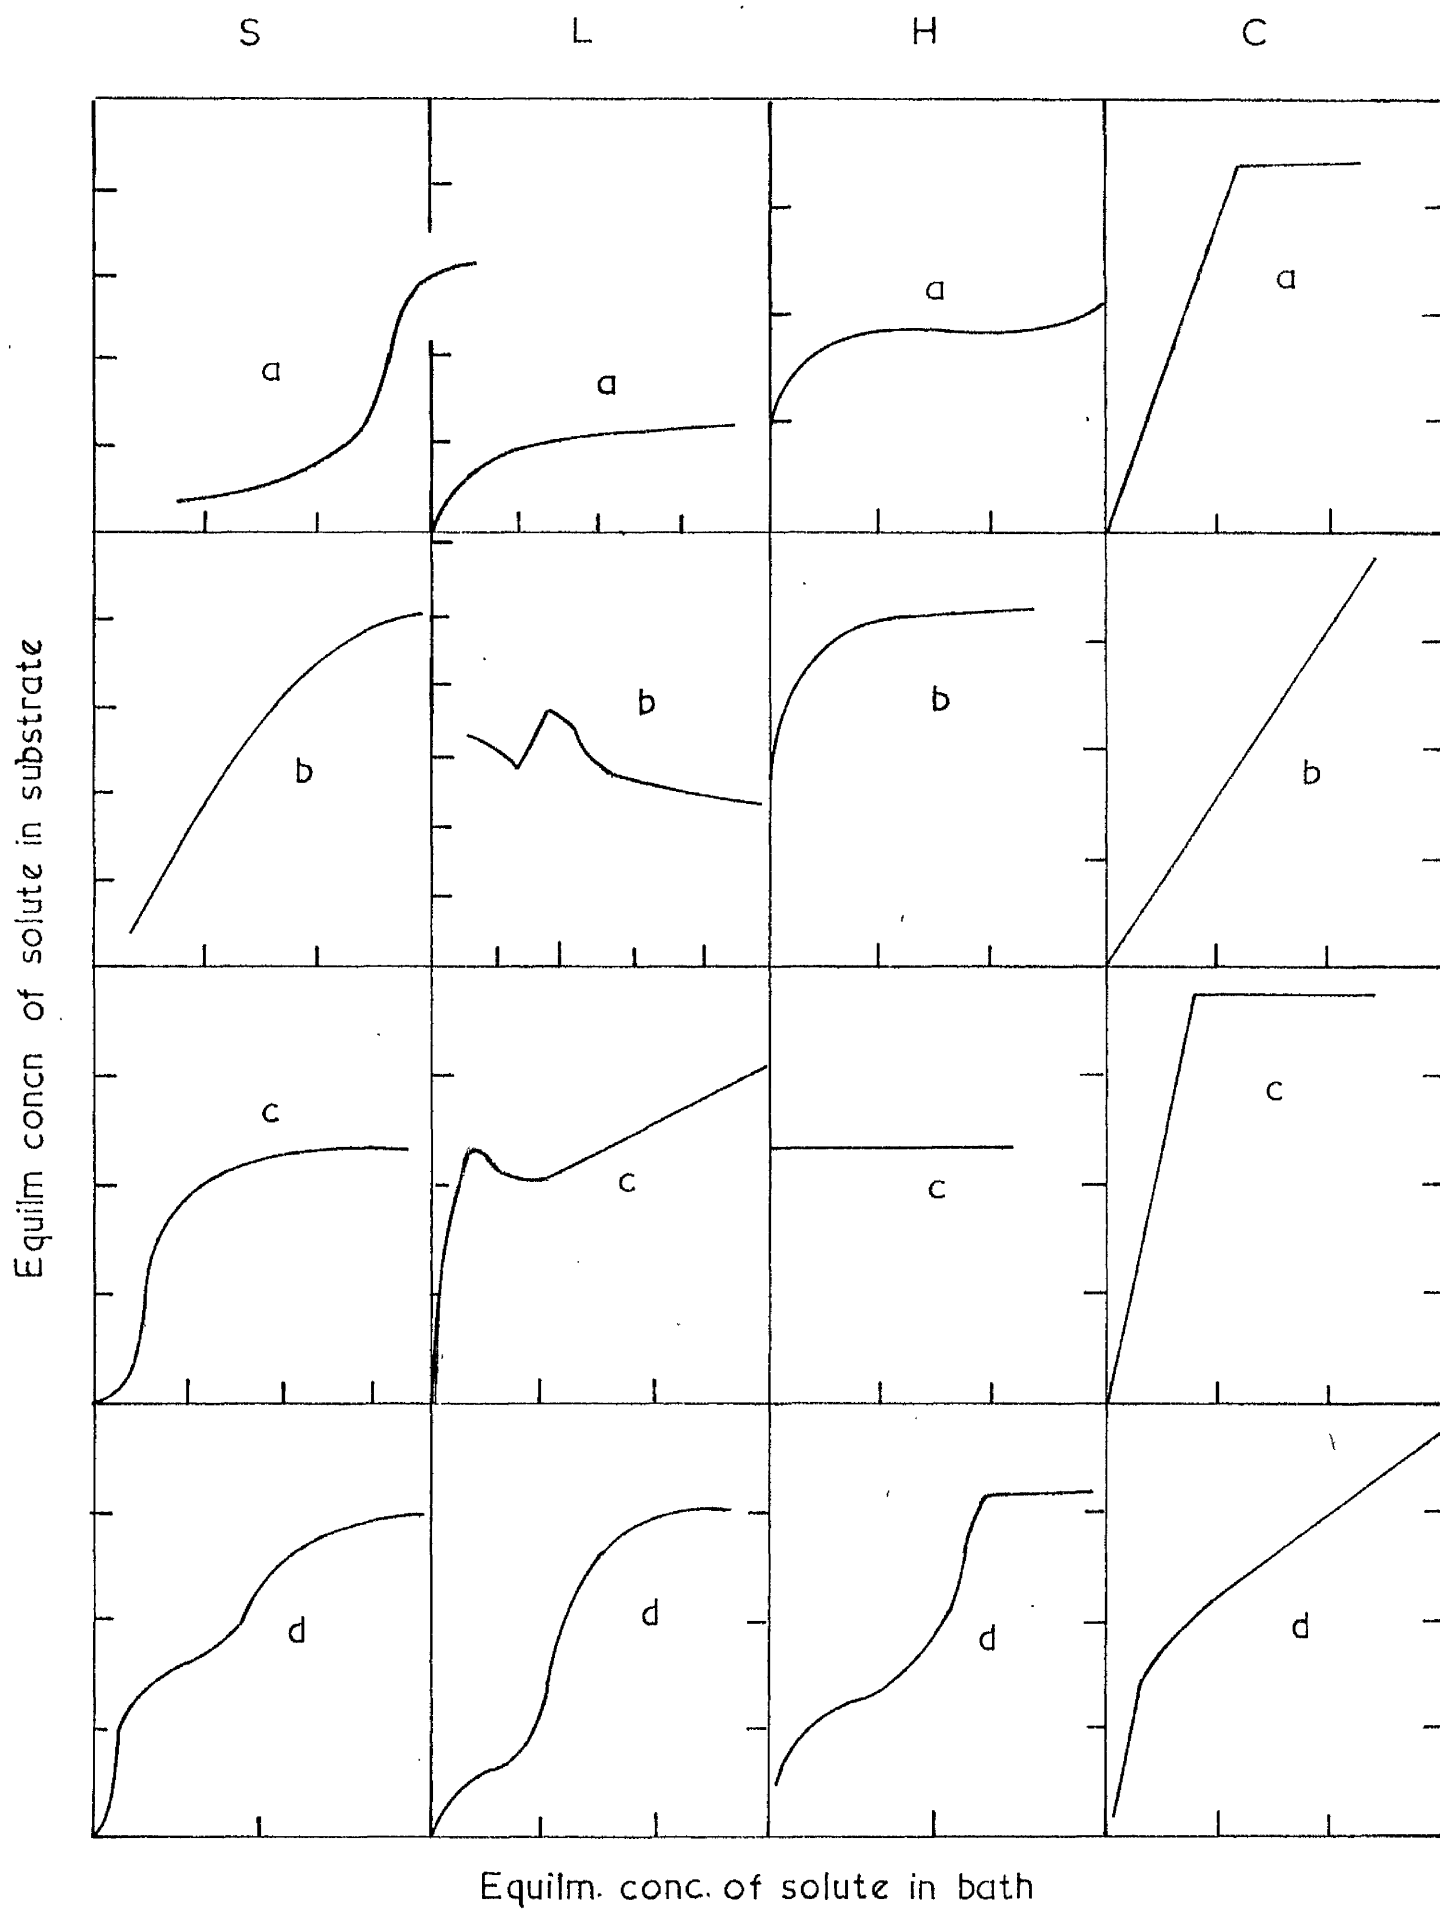 S L H C
a a a a
b b b b
c c c c
d d d d
Equilm concn of solute in substrate
Equilm. conc. of solute in bath